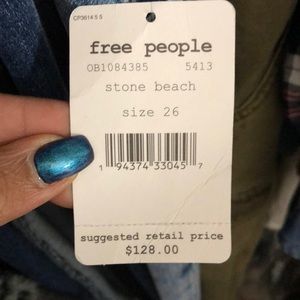 CP3614 5 5
free people
OB1084385 5413
stone beach
size 26
1 94374 33045 7
suggested retail price
$128.00